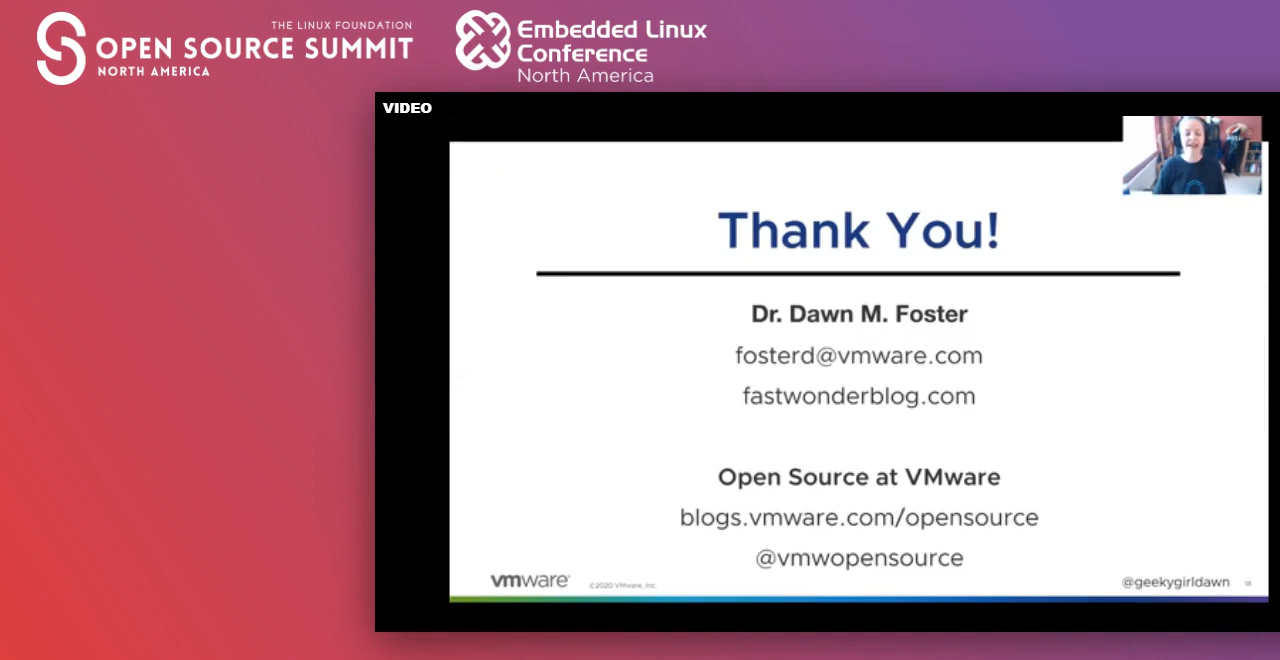 THE LINUX FOUNDATION
OPEN SOURCE SUMMIT
NORTH AMERICA
Embedded Linux
Conference
North America
VIDEO
Thank You!
Dr. Dawn M. Foster
fosterd@vmware.com
fastwonderblog.com
Open Source at VMware
blogs.vmware.com/opensource
@vmwopensource
vmware®
©2020 VMware, Inc.
@geekygirldawn